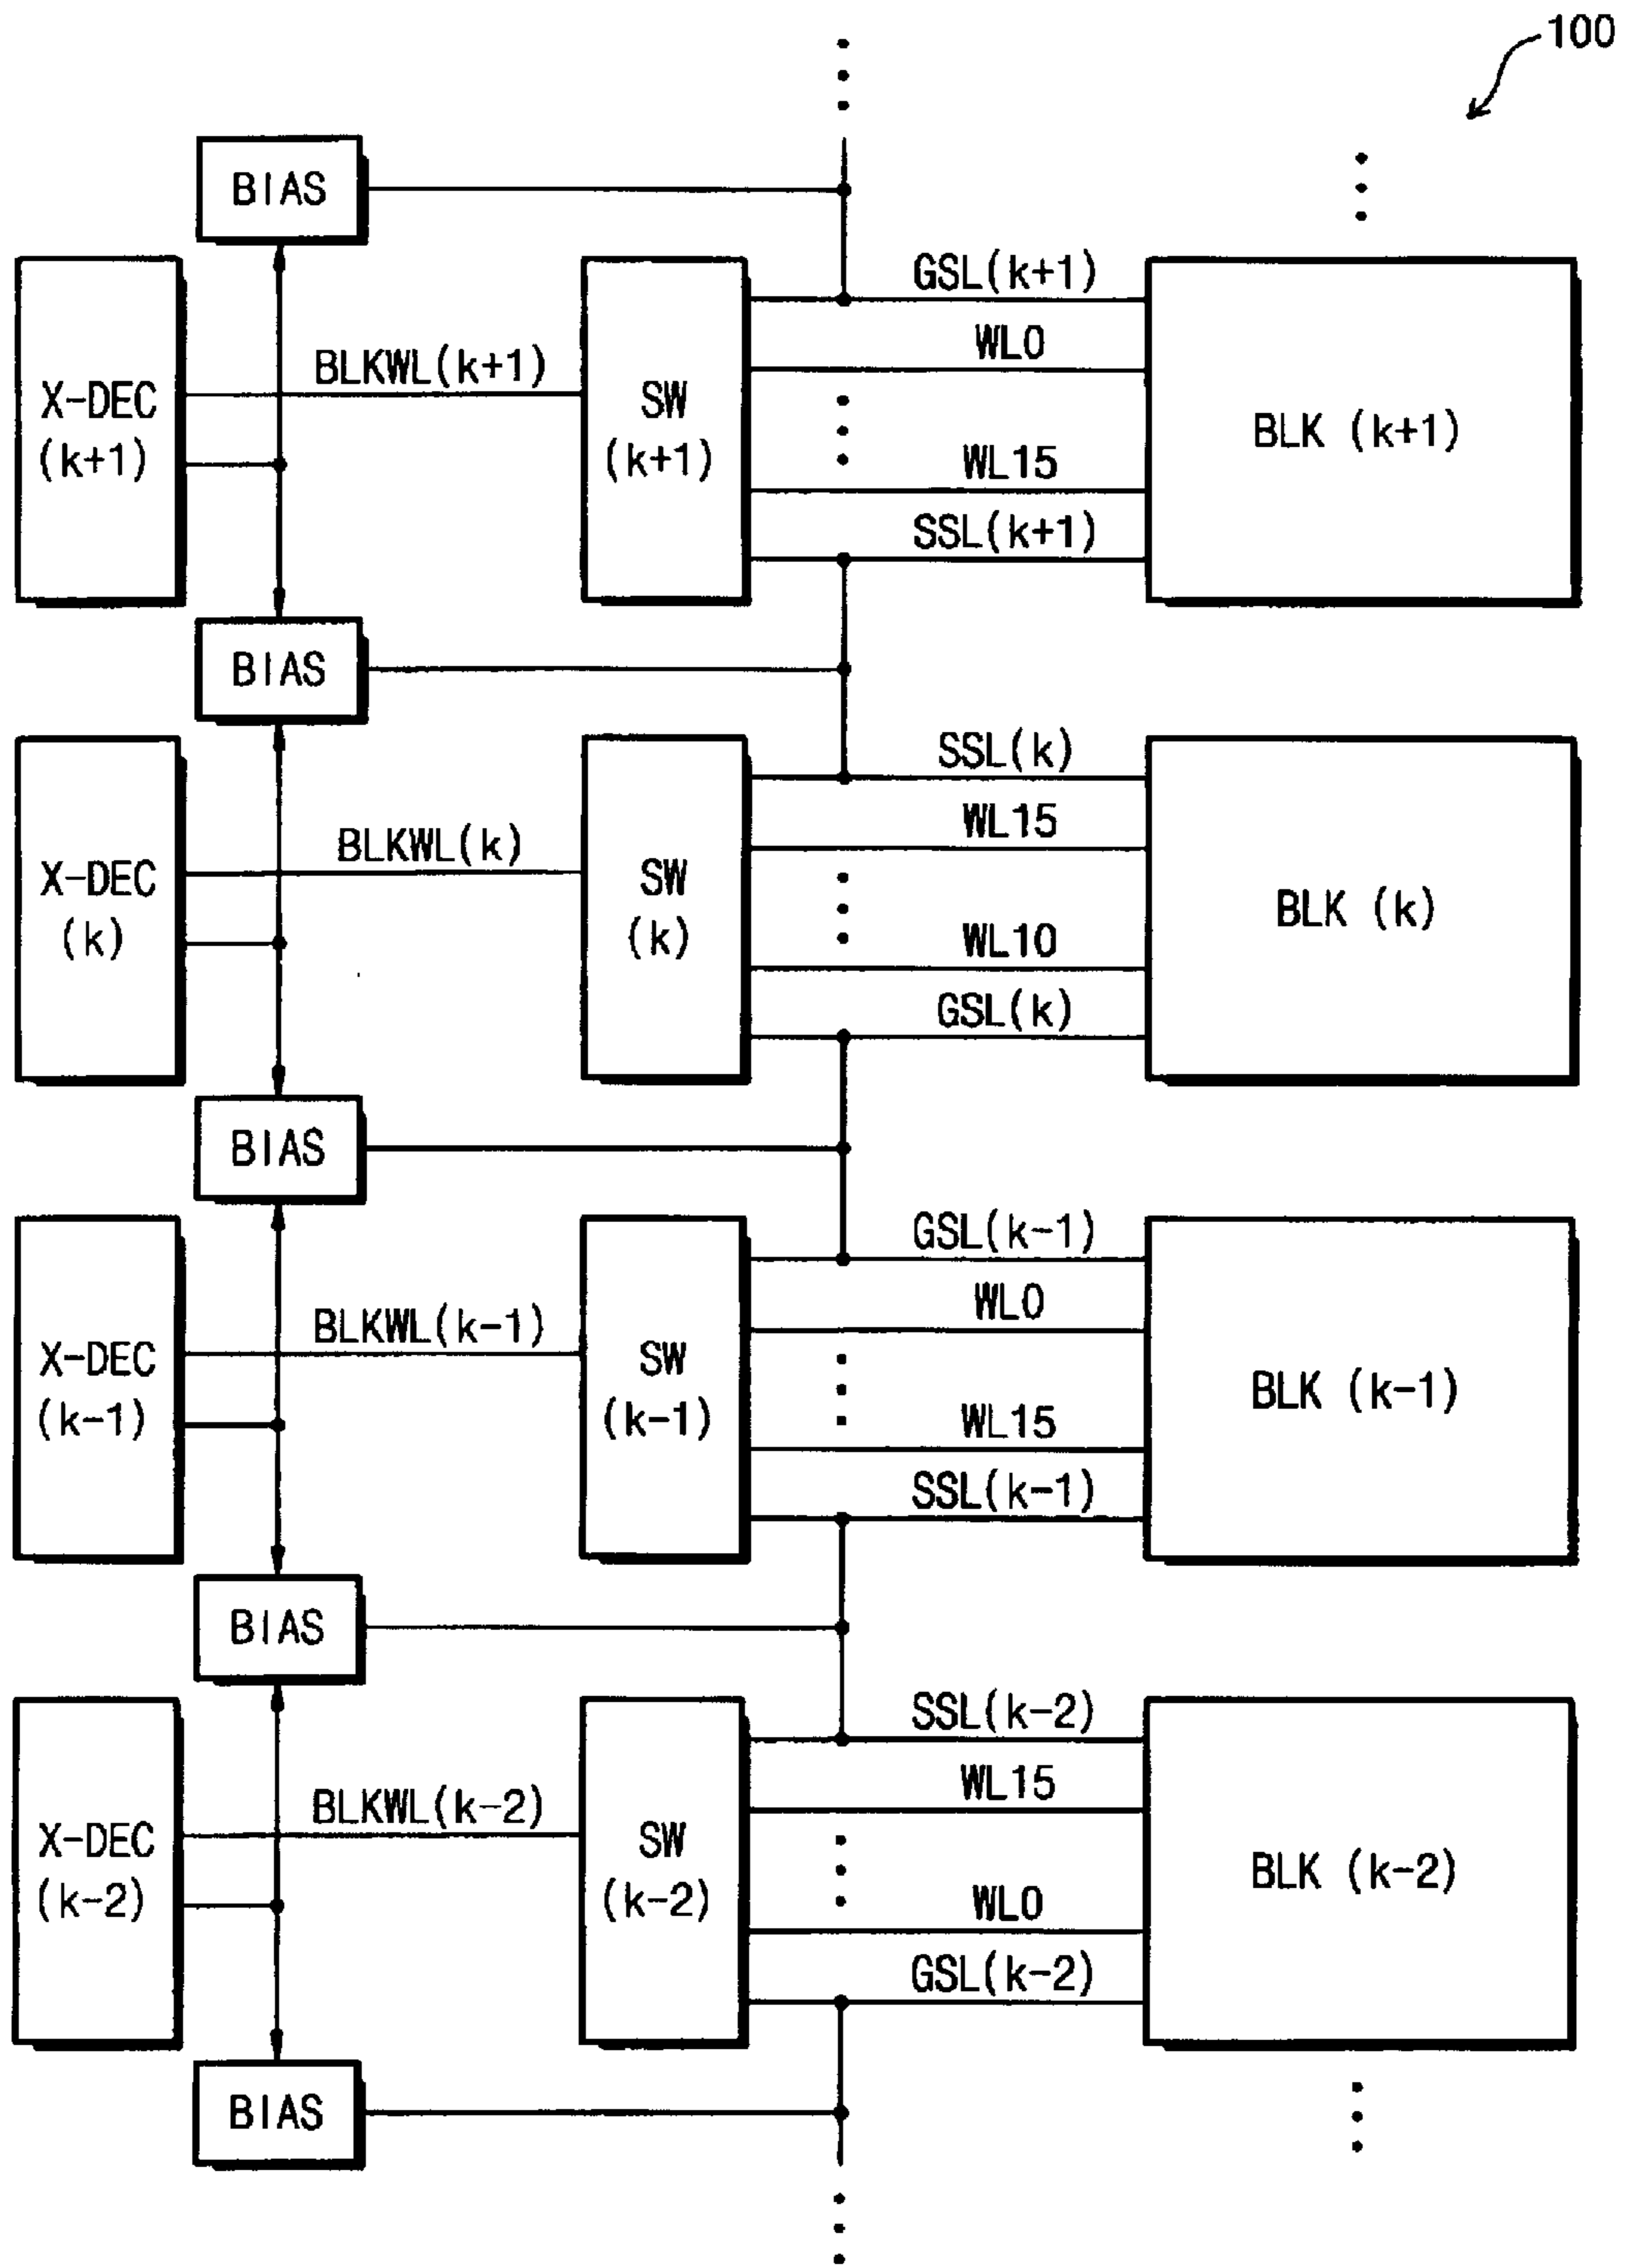 100
BIAS
GSL(k+1)
WL0
BLKWL(k+1)
X-DEC
(k+1)
SW
(k+1)
BLK (k+1)
WL15
SSL(k+1)
BIAS
SSL(k)
WL15
BLKWL(k)
X-DEC
(k)
SW
(k)
BLK (k)
WL10
GSL(k)
BIAS
GSL(k-1)
WL0
BLKWL(k-1)
X-DEC
(k-1)
SW
(k-1)
BLK (k-1)
WL15
SSL(k-1)
BIAS
SSL(k-2)
WL15
BLKWL(k-2)
X-DEC
(k-2)
SW
(k-2)
BLK (k-2)
WL0
GSL(k-2)
BIAS